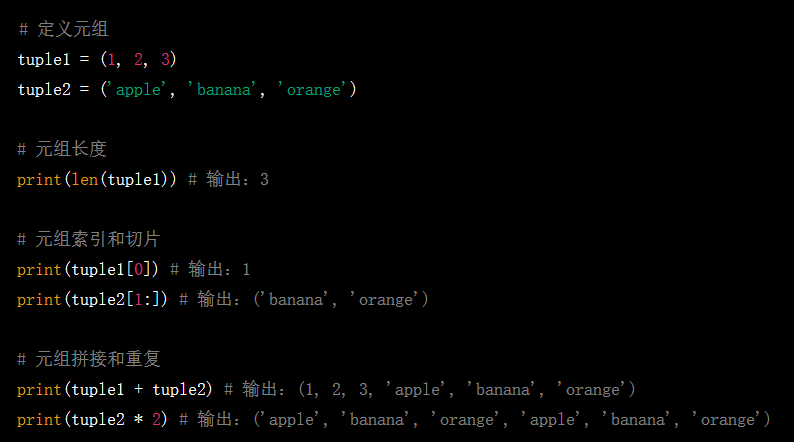 # 定义元组
tuple1 = (1, 2, 3)
tuple2 = ('apple', 'banana', 'orange')
# 元组长度
print(len(tuple1)) # 输出：3
# 元组索引和切片
print(tuple1[0]) # 输出：1
print(tuple2[1:]) # 输出：('banana', 'orange')
# 元组拼接和重复
print(tuple1 + tuple2) # 输出：(1, 2, 3, 'apple', 'banana', 'orange')
print(tuple2 * 2) # 输出：('apple', 'banana', 'orange', 'apple', 'banana', 'orange')